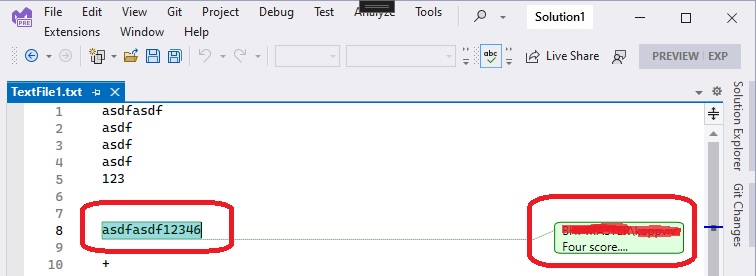 File Edit View Git Project Debug Test Analyze Tools Solution1
PRE
Extensions Window Help
abc Live Share PREVIEW EXP
TextFile1.txt
1 asdfasdf
2 asdf
3 asdf
4 asdf
5 123
6
7
8 asdfasdf12346
Four score....
9
10 +
Solution Explorer
Git Changes